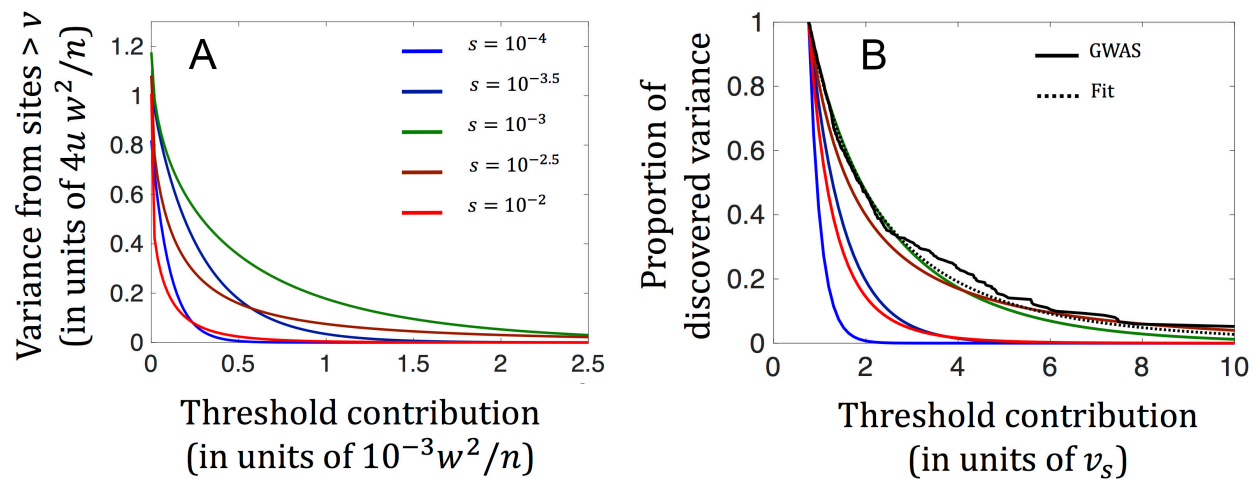 A
Variance from sites > v
(in units of 4u w²/n)
1.2
1
0.8
0.6
0.4
0.2
0
0 0.5 1 1.5 2 2.5
s = 10⁻⁴
s = 10⁻³·⁵
s = 10⁻³
s = 10⁻²·⁵
s = 10⁻²
Threshold contribution
(in units of 10⁻³w²/n)
B
Proportion of
discovered variance
1
0.8
0.6
0.4
0.2
0
0 2 4 6 8 10
GWAS
Fit
Threshold contribution
(in units of vₛ)